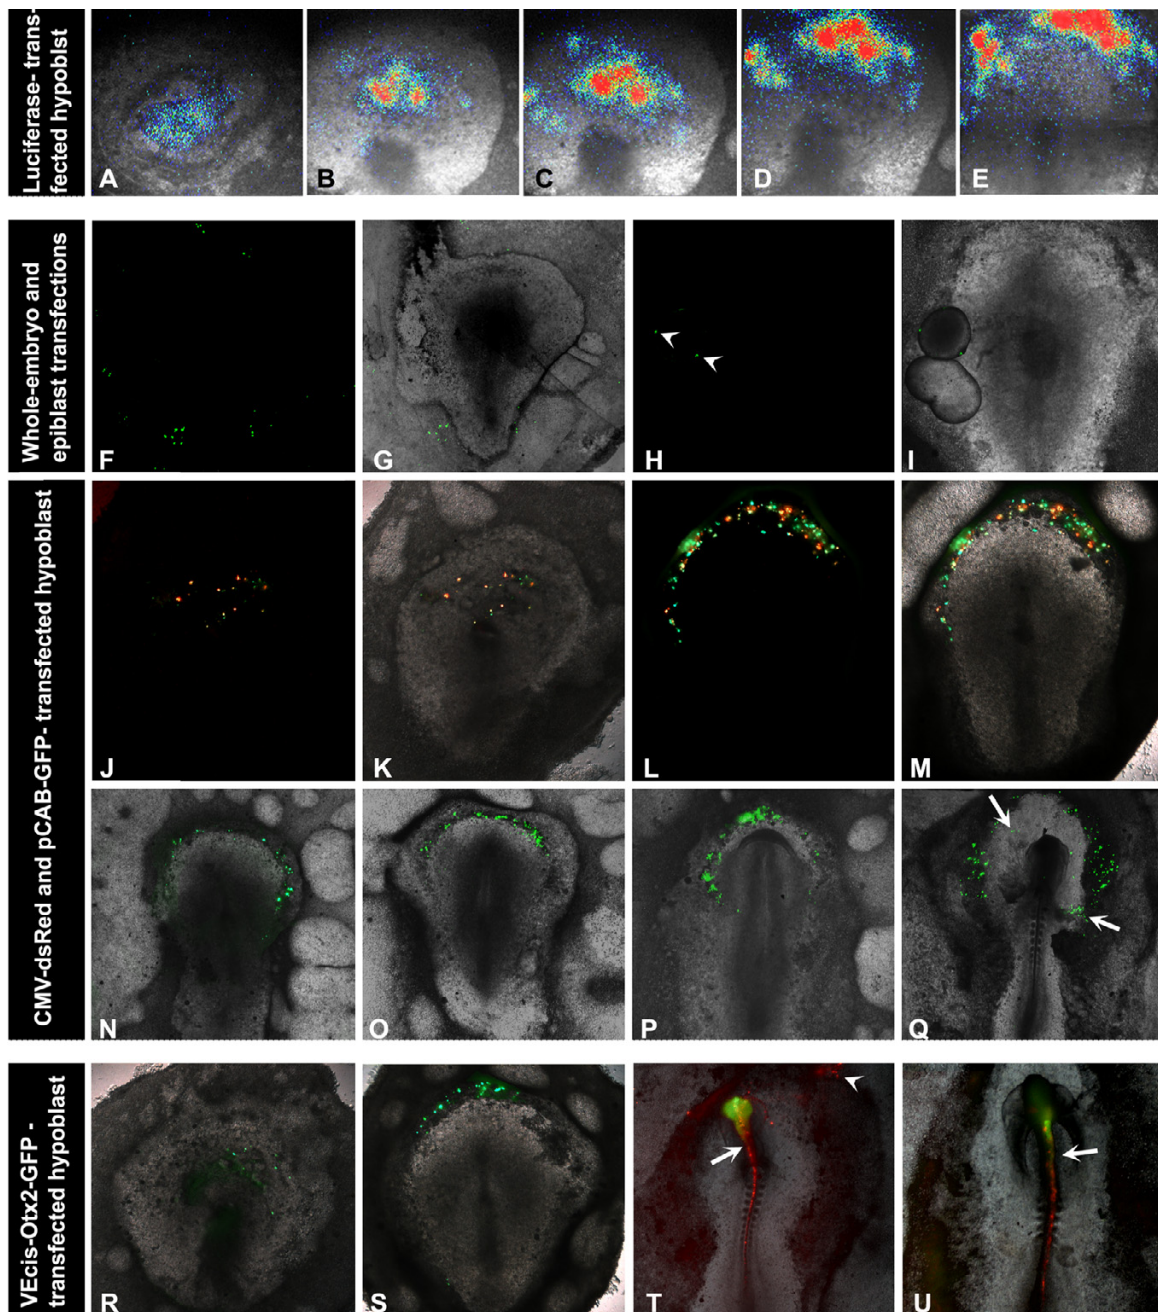 Luciferase- trans-
fected hypoblst
A
B
C
D
E
Whole-embryo and
epiblast transfections
F
G
H
I
CMV-dsRed and pCAB-GFP- transfected hypoblast
J
K
L
M
N
O
P
Q
VEcis-Otx2-GFP -
transfected hypoblast
R
S
T
U